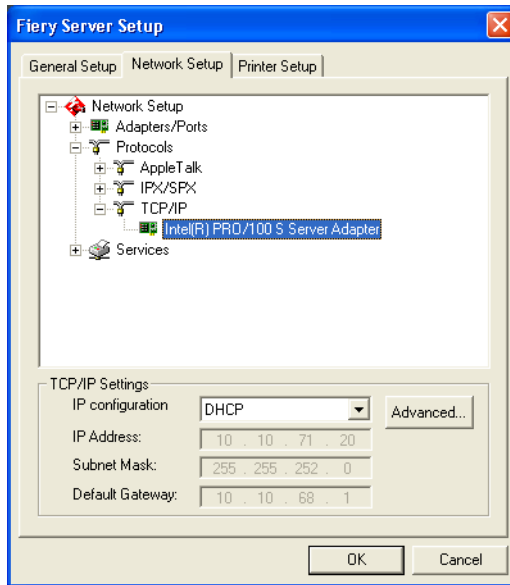 Fiery Server Setup
General Setup Network Setup Printer Setup
Network Setup
Adapters/Ports
Protocols
AppleTalk
IPX/SPX
TCP/IP
Intel(R) PRO/100 S Server Adapter
Services
TCP/IP Settings
IP configuration DHCP Advanced...
IP Address: 10 . 10 . 71 . 20
Subnet Mask: 255 . 255 . 252 . 0
Default Gateway: 10 . 10 . 68 . 1
OK Cancel